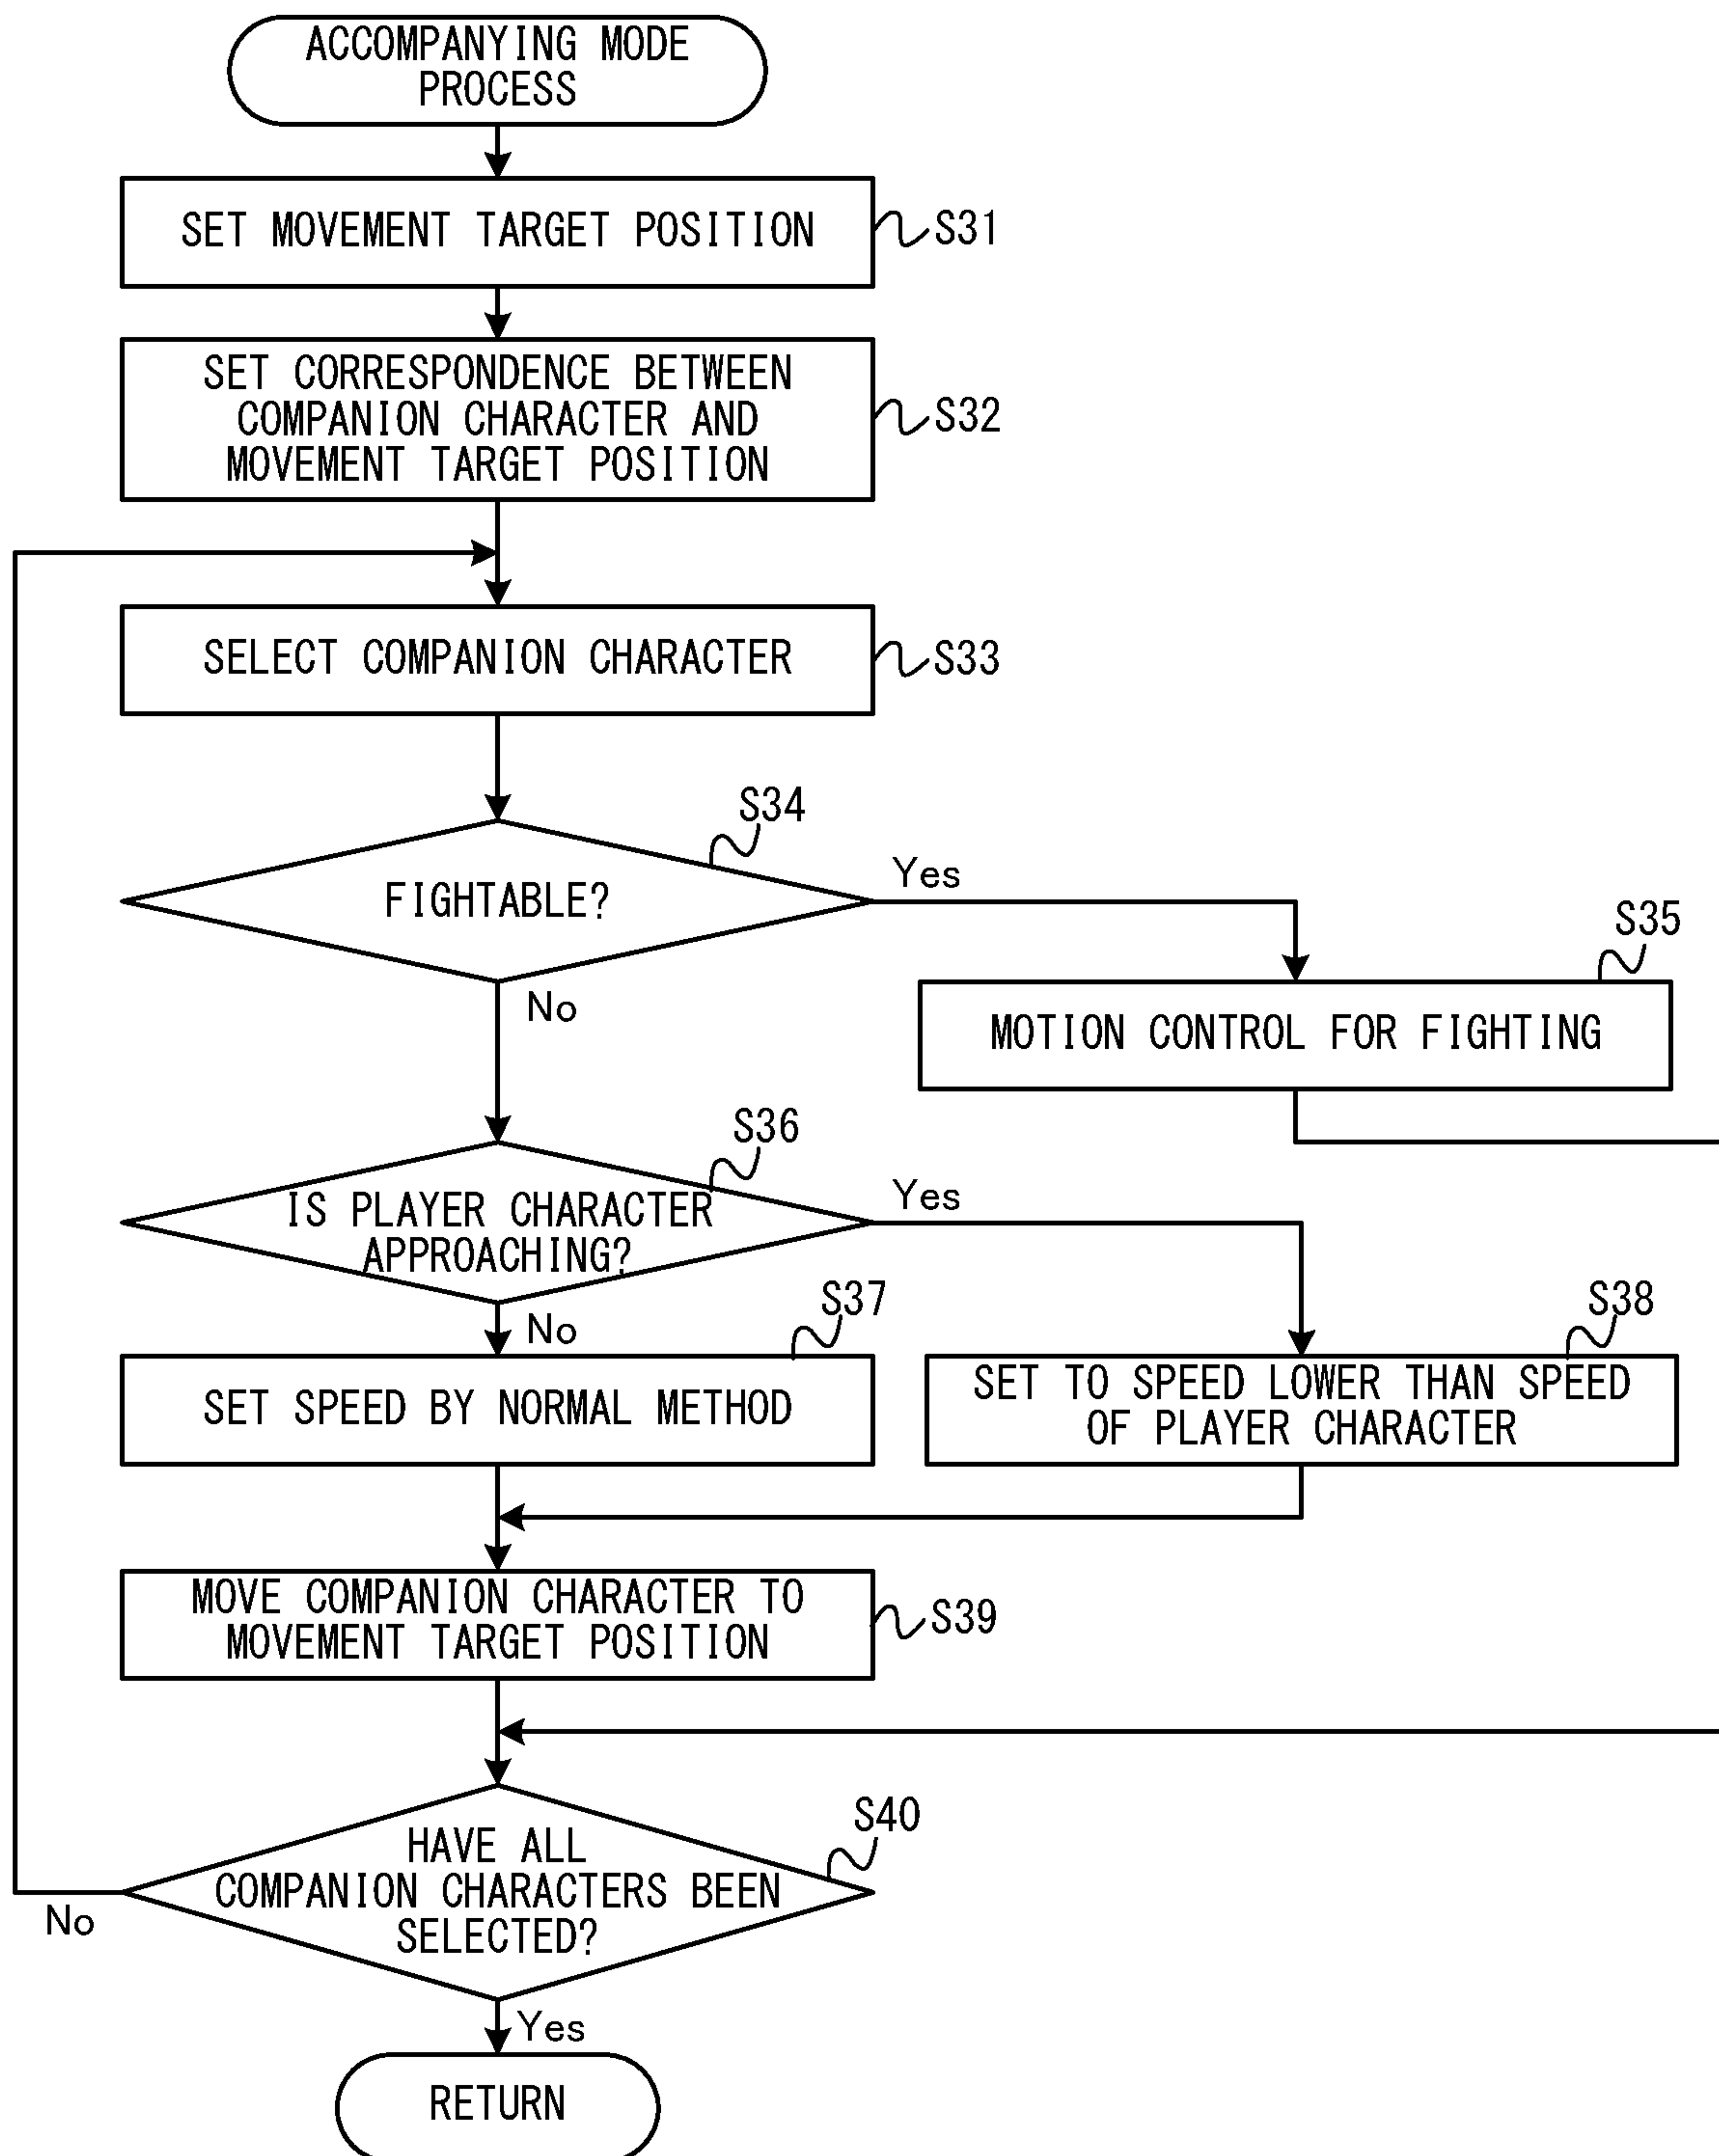 ACCOMPANYING MODE
PROCESS
SET MOVEMENT TARGET POSITION
S31
SET CORRESPONDENCE BETWEEN
COMPANION CHARACTER AND
MOVEMENT TARGET POSITION
S32
SELECT COMPANION CHARACTER
S33
S34
FIGHTABLE?
Yes
No
S35
MOTION CONTROL FOR FIGHTING
S36
IS PLAYER CHARACTER
APPROACHING?
Yes
No
S37
SET SPEED BY NORMAL METHOD
S38
SET TO SPEED LOWER THAN SPEED
OF PLAYER CHARACTER
MOVE COMPANION CHARACTER TO
MOVEMENT TARGET POSITION
S39
S40
HAVE ALL
COMPANION CHARACTERS BEEN
SELECTED?
No
Yes
RETURN